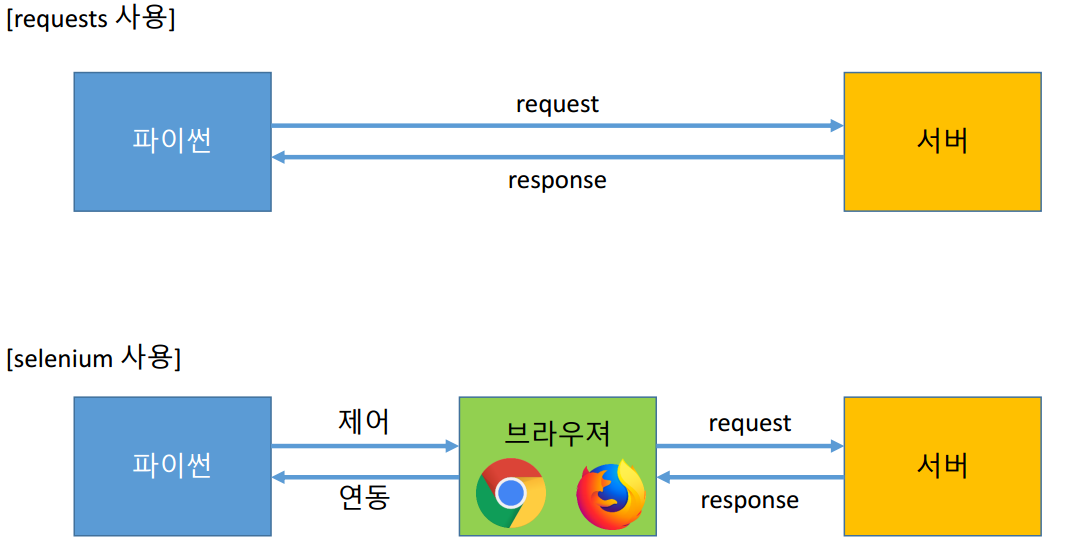 [requests 사용]
request
파이썬
서버
response
[selenium 사용]
제어
브라우져
request
파이썬
서버
연동
response